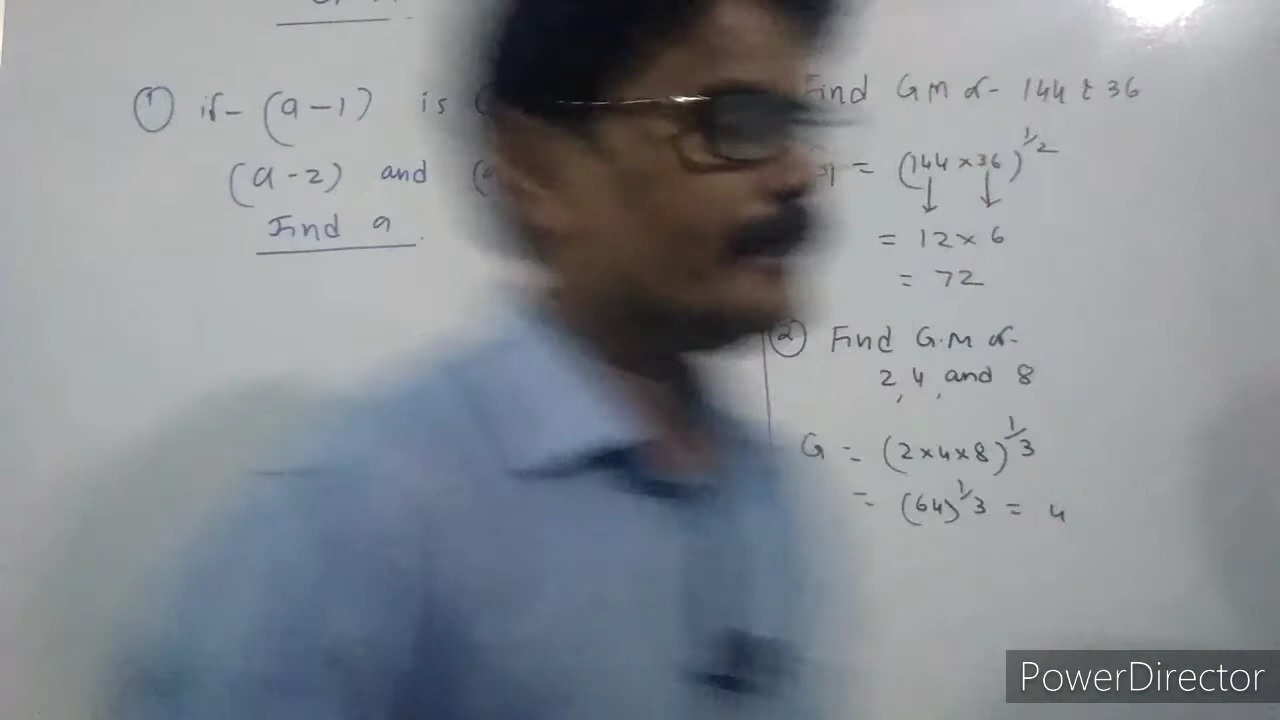 ① if (a-1) is
(a-2) and
Find a.
Find GM of 144 & 36
= (144×36)^1/2
= 12×6
= 72
② Find G.M of
2, 4, and 8
G = (2×4×8)^1/3
= (64)^1/3 = 4
PowerDirector